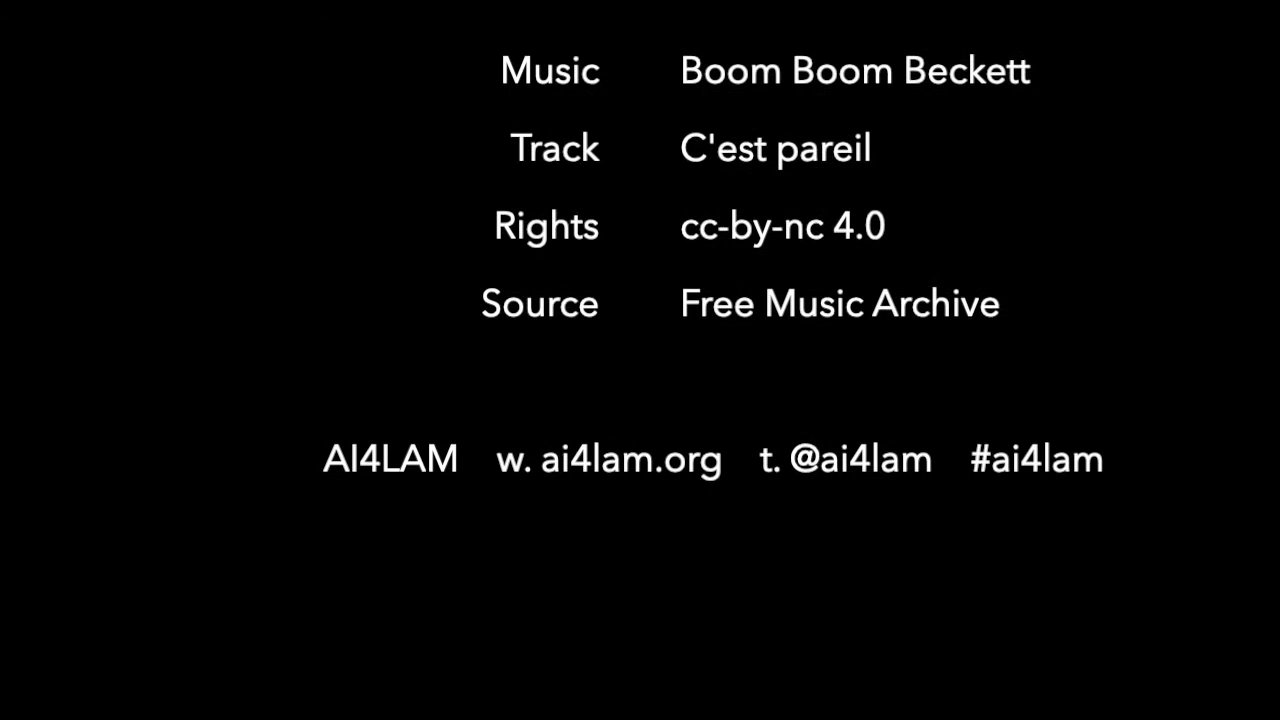 Music Boom Boom Beckett
Track C'est pareil
Rights cc-by-nc 4.0
Source Free Music Archive
AI4LAM w. ai4lam.org t. @ai4lam #ai4lam